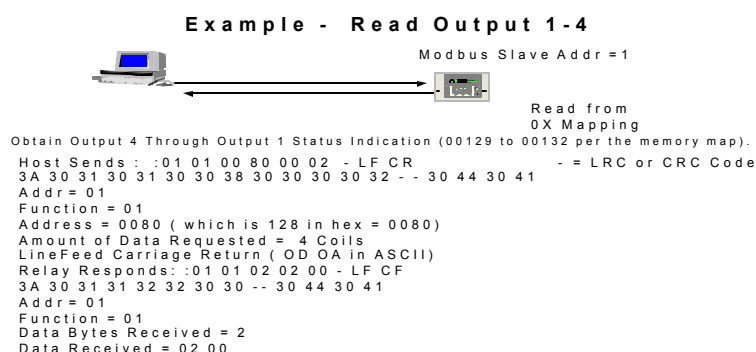 Example - Read Output 1-4
Modbus Slave Addr =1
Read from
0X Mapping
Obtain Output 4 Through Output 1 Status Indication (00129 to 00132 per the memory map).
Host Sends : :01 01 00 80 00 02 - LF CR - = LRC or CRC Code
3A 30 31 30 31 30 30 38 30 30 30 30 32 - - 30 44 30 41
Addr = 01
Function = 01
Address = 0080 ( which is 128 in hex = 0080)
Amount of Data Requested = 4 Coils
LineFeed Carriage Return ( OD OA in ASCII)
Relay Responds: :01 01 02 02 00 - LF CF
3A 30 31 31 32 32 30 30 -- 30 44 30 41
Addr = 01
Function = 01
Data Bytes Received = 2
Data Received = 02 00